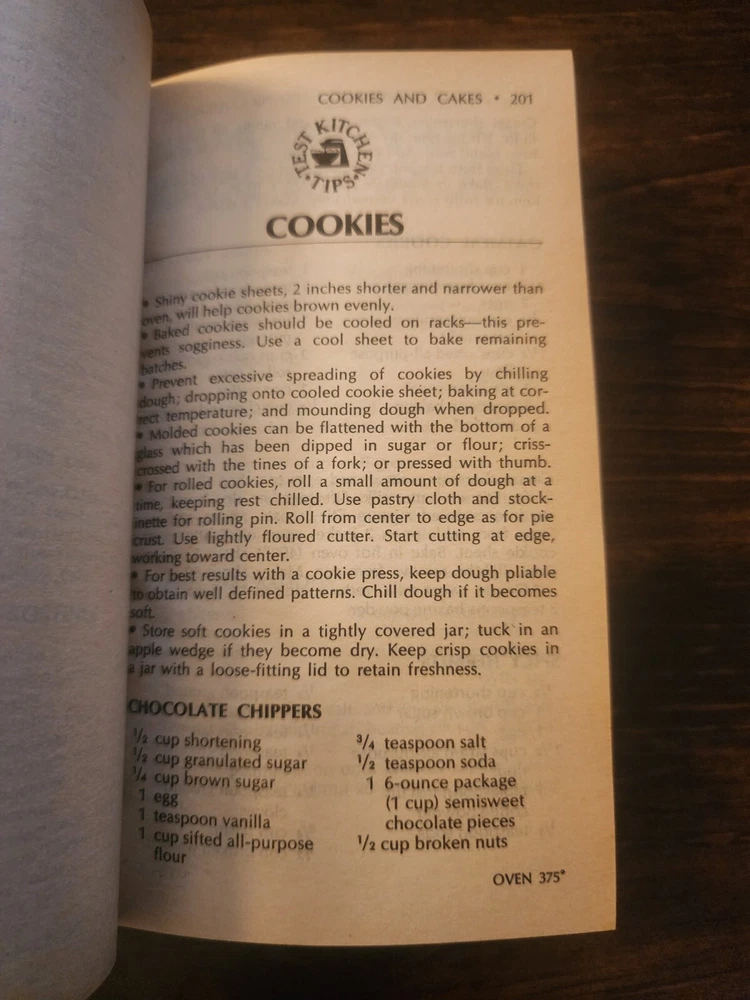 COOKIES AND CAKES • 201
TEST KITCHEN
• TIPS •
COOKIES
• Shiny cookie sheets, 2 inches shorter and narrower than
oven, will help cookies brown evenly.
• Baked cookies should be cooled on racks—this pre-
vents sogginess. Use a cool sheet to bake remaining
batches.
• Prevent excessive spreading of cookies by chilling
dough; dropping onto cooled cookie sheet; baking at cor-
rect temperature; and mounding dough when dropped.
• Molded cookies can be flattened with the bottom of a
glass which has been dipped in sugar or flour; criss-
crossed with the tines of a fork; or pressed with thumb.
• For rolled cookies, roll a small amount of dough at a
time, keeping rest chilled. Use pastry cloth and stock-
inette for rolling pin. Roll from center to edge as for pie
crust. Use lightly floured cutter. Start cutting at edge,
working toward center.
• For best results with a cookie press, keep dough pliable
to obtain well defined patterns. Chill dough if it becomes
soft.
• Store soft cookies in a tightly covered jar; tuck in an
apple wedge if they become dry. Keep crisp cookies in
a jar with a loose-fitting lid to retain freshness.
CHOCOLATE CHIPPERS
½ cup shortening
½ cup granulated sugar
¼ cup brown sugar
1 egg
1 teaspoon vanilla
1 cup sifted all-purpose
flour
¾ teaspoon salt
½ teaspoon soda
1 6-ounce package
(1 cup) semisweet
chocolate pieces
½ cup broken nuts
OVEN 375°